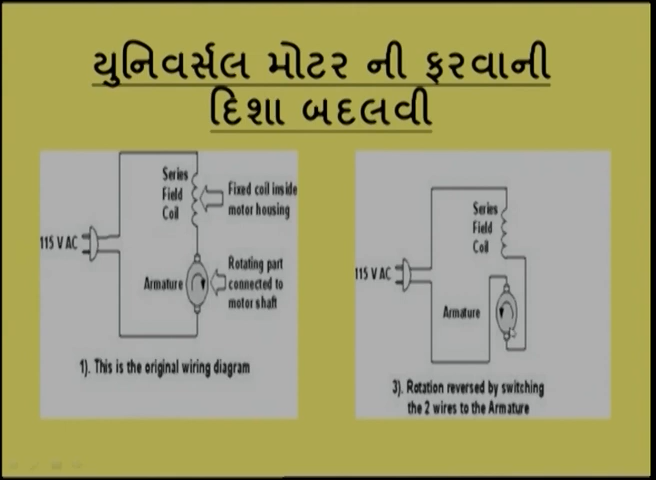 યુનિવર્સલ મોટર ની ફરવાની
દિશા બદલવી
Series
Field
Coil
Fixed coil inside
motor housing
115 V AC
Armature
Rotating part
connected to
motor shaft
1). This is the original wiring diagram
Series
Field
Coil
115 V AC
Armature
3). Rotation reversed by switching
the 2 wires to the Armature